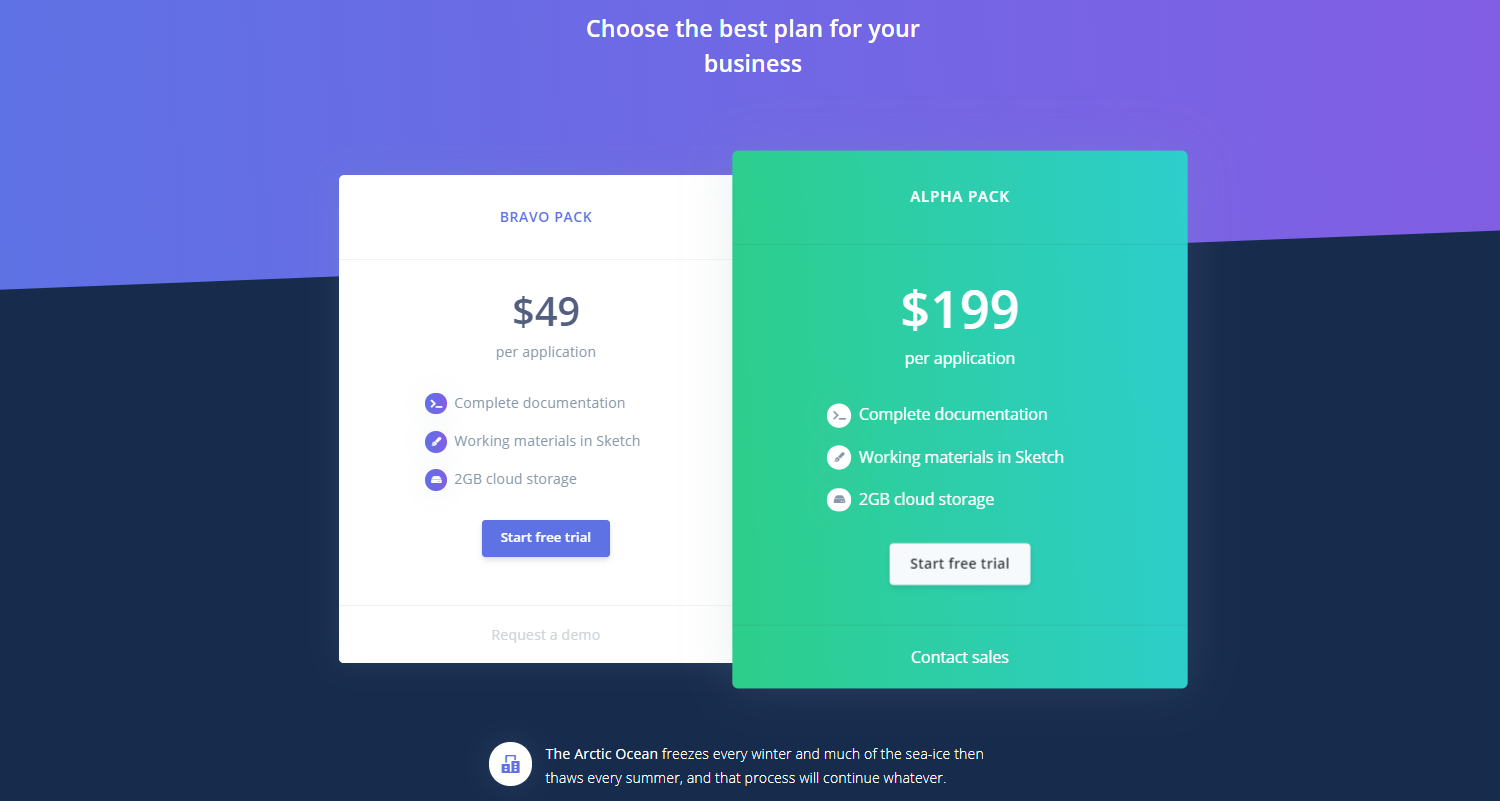 Choose the best plan for your
business
BRAVO PACK
$49
per application
Complete documentation
Working materials in Sketch
2GB cloud storage
Start free trial
Request a demo
ALPHA PACK
$199
per application
Complete documentation
Working materials in Sketch
2GB cloud storage
Start free trial
Contact sales
The Arctic Ocean freezes every winter and much of the sea-ice then
thaws every summer, and that process will continue whatever.